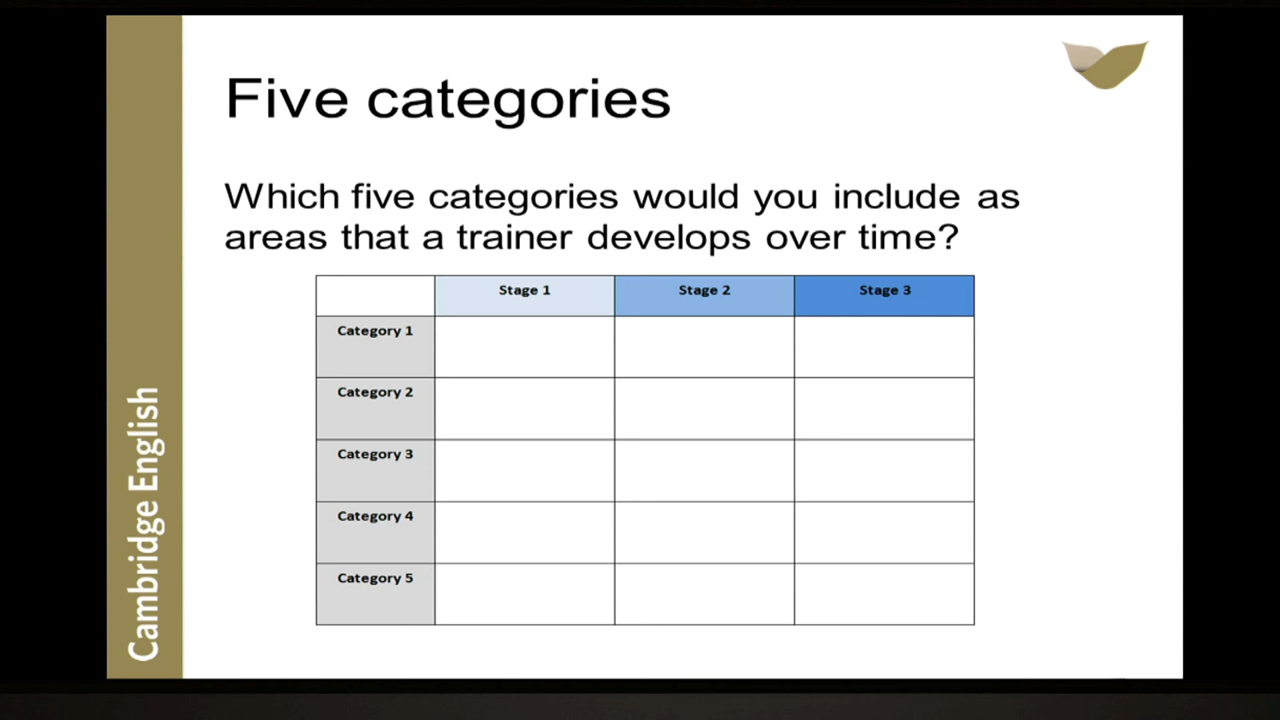 Five categories
Which five categories would you include as
areas that a trainer develops over time?
Stage 1 Stage 2 Stage 3
Category 1
Category 2
Category 3
Category 4
Category 5
Cambridge English